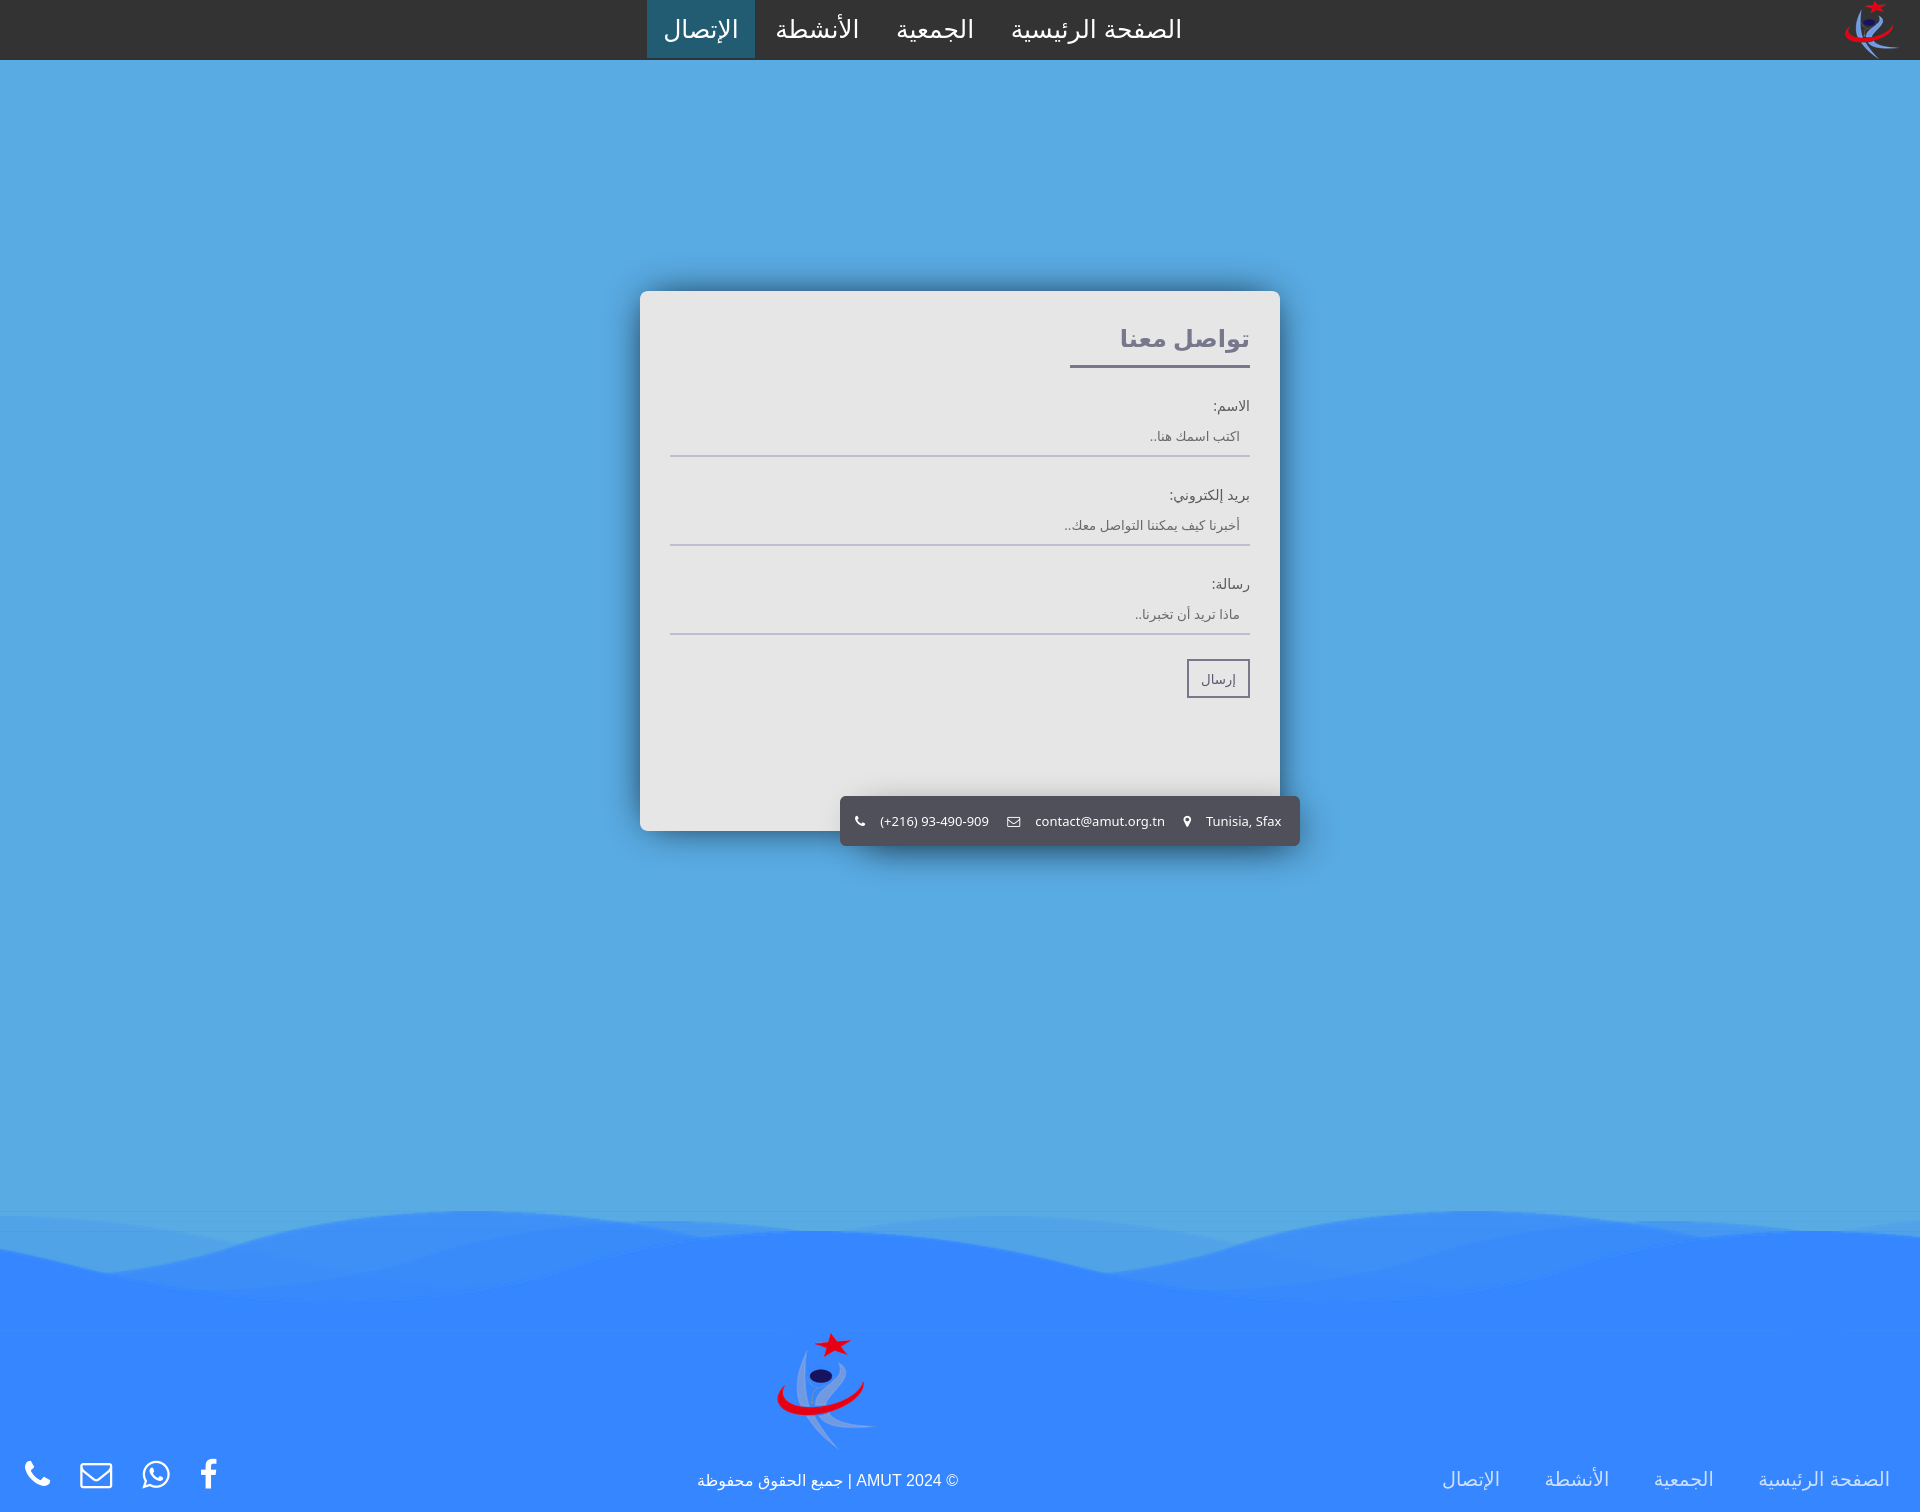 الصفحة الرئيسية
الجمعية
الأنشطة
الإتصال
تواصل معنا
الاسم:
اكتب اسمك هنا..
بريد إلكتروني:
أخبرنا كيف يمكننا التواصل معك..
رسالة:
ماذا تريد أن تخبرنا..
إرسال
(+216) 93-490-909
contact@amut.org.tn
Tunisia, Sfax
الصفحة الرئيسية
الجمعية
الأنشطة
الإتصال
© 2024 AMUT | جميع الحقوق محفوظة